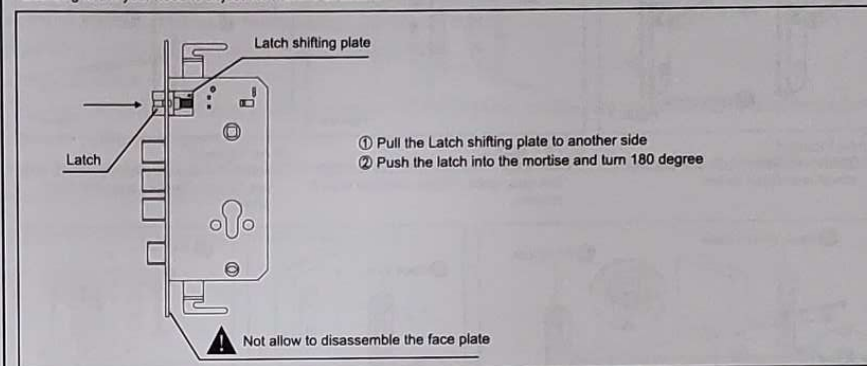 Latch shifting plate
① Pull the Latch shifting plate to another side
② Push the latch into the mortise and turn 180 degree
Latch
Not allow to disassemble the face plate